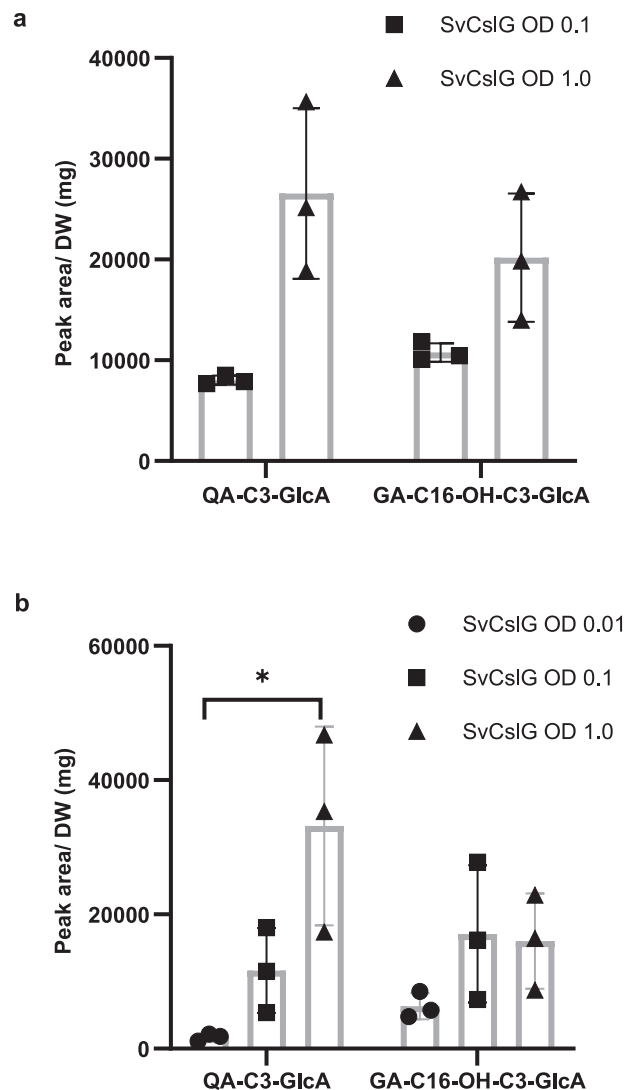 a
SvCslG OD 0.1
SvCslG OD 1.0
40000
30000
20000
10000
0
Peak area/ DW (mg)
QA-C3-GlcA
GA-C16-OH-C3-GlcA
b
SvCslG OD 0.01
SvCslG OD 0.1
SvCslG OD 1.0
60000
40000
20000
0
*
Peak area/ DW (mg)
QA-C3-GlcA
GA-C16-OH-C3-GlcA